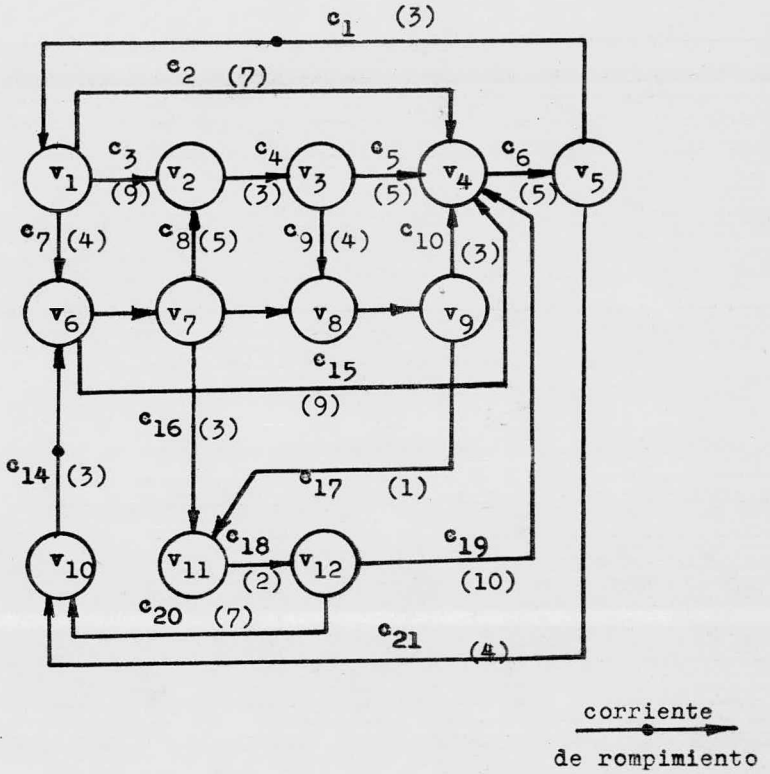 c1 (3)
c2 (7)
c3 c4 c5 c6
v1 v2 v3 v4 v5
(9) (3) (5) (5)
c7 (4) c8 (5) c9 (4) c10 (3)
v6 v7 v8 v9
c15
(9)
c16 (3)
c14 (3)
c17 (1)
c18 c19
v10 v11 v12
(2) (10)
c20 (7)
c21 (4)
corriente
de rompimiento